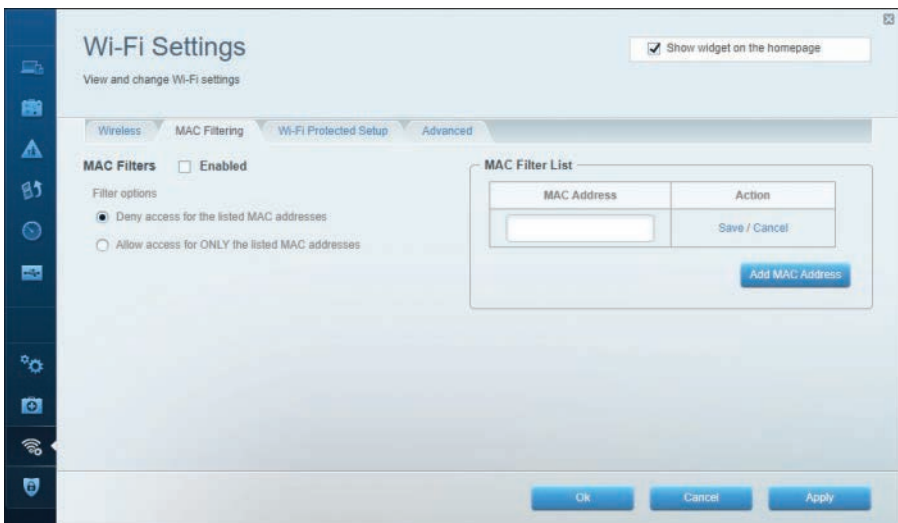 Wi-Fi Settings
Show widget on the homepage
View and change Wi-Fi settings
Wireless MAC Filtering Wi-Fi Protected Setup Advanced
MAC Filters Enabled
Filter options
Deny access for the listed MAC addresses
Allow access for ONLY the listed MAC addresses
MAC Filter List
MAC Address Action
Save / Cancel
Add MAC Address
Ok Cancel Apply